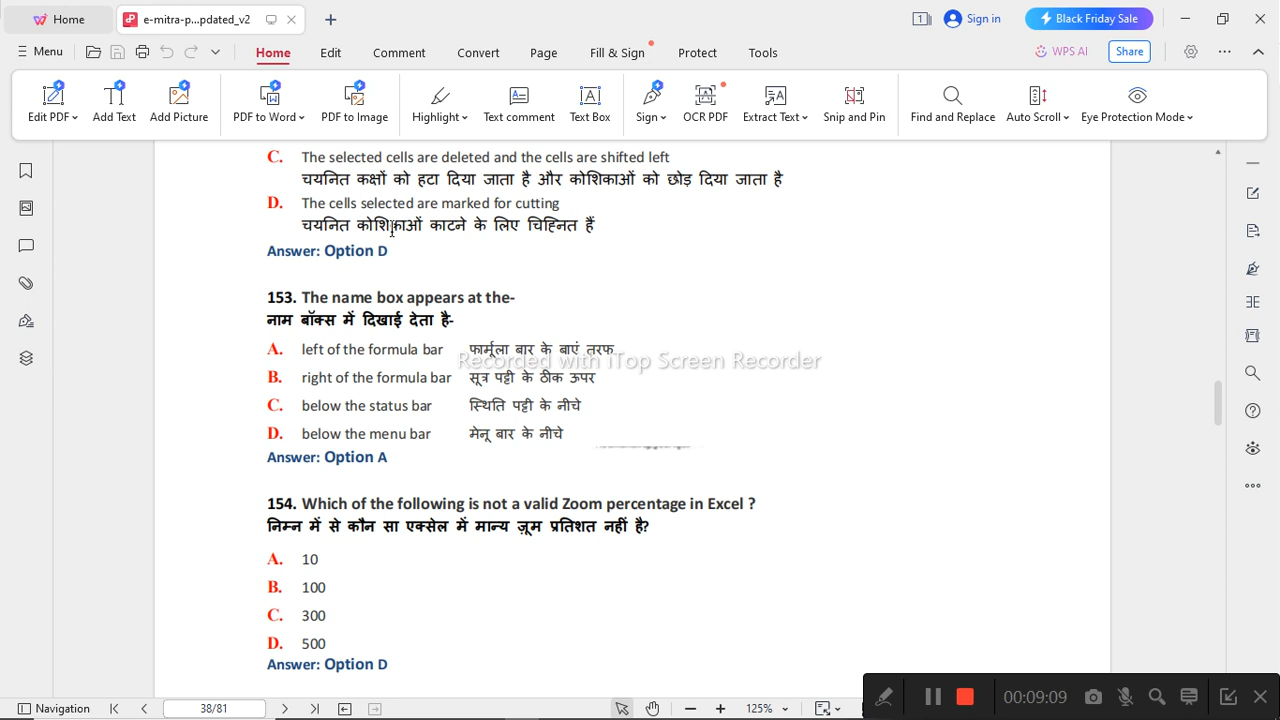 Home
e-mitra-p...pdated_v2
1
Sign in
Black Friday Sale
Menu
Home
Edit
Comment
Convert
Page
Fill & Sign
Protect
Tools
WPS AI
Share
Edit PDF
Add Text
Add Picture
PDF to Word
PDF to Image
Highlight
Text comment
Text Box
Sign
OCR PDF
Extract Text
Snip and Pin
Find and Replace
Auto Scroll
Eye Protection Mode
C. The selected cells are deleted and the cells are shifted left
चयनित कक्षों को हटा दिया जाता है और कोशिकाओं को छोड़ दिया जाता है
D. The cells selected are marked for cutting
चयनित कोशिकाओं काटने के लिए चिह्नित हैं
Answer: Option D
153. The name box appears at the-
नाम बॉक्स में दिखाई देता है-
A. left of the formula bar फार्मूला बार के बाएं तरफ
Recorded with iTop Screen Recorder
B. right of the formula bar सूत्र पट्टी के ठीक ऊपर
C. below the status bar स्थिति पट्टी के नीचे
D. below the menu bar मेनू बार के नीचे
Answer: Option A
154. Which of the following is not a valid Zoom percentage in Excel ?
निम्न में से कौन सा एक्सेल में मान्य ज़ूम प्रतिशत नहीं है?
A. 10
B. 100
C. 300
D. 500
Answer: Option D
Navigation
38/81
125%
00:09:09